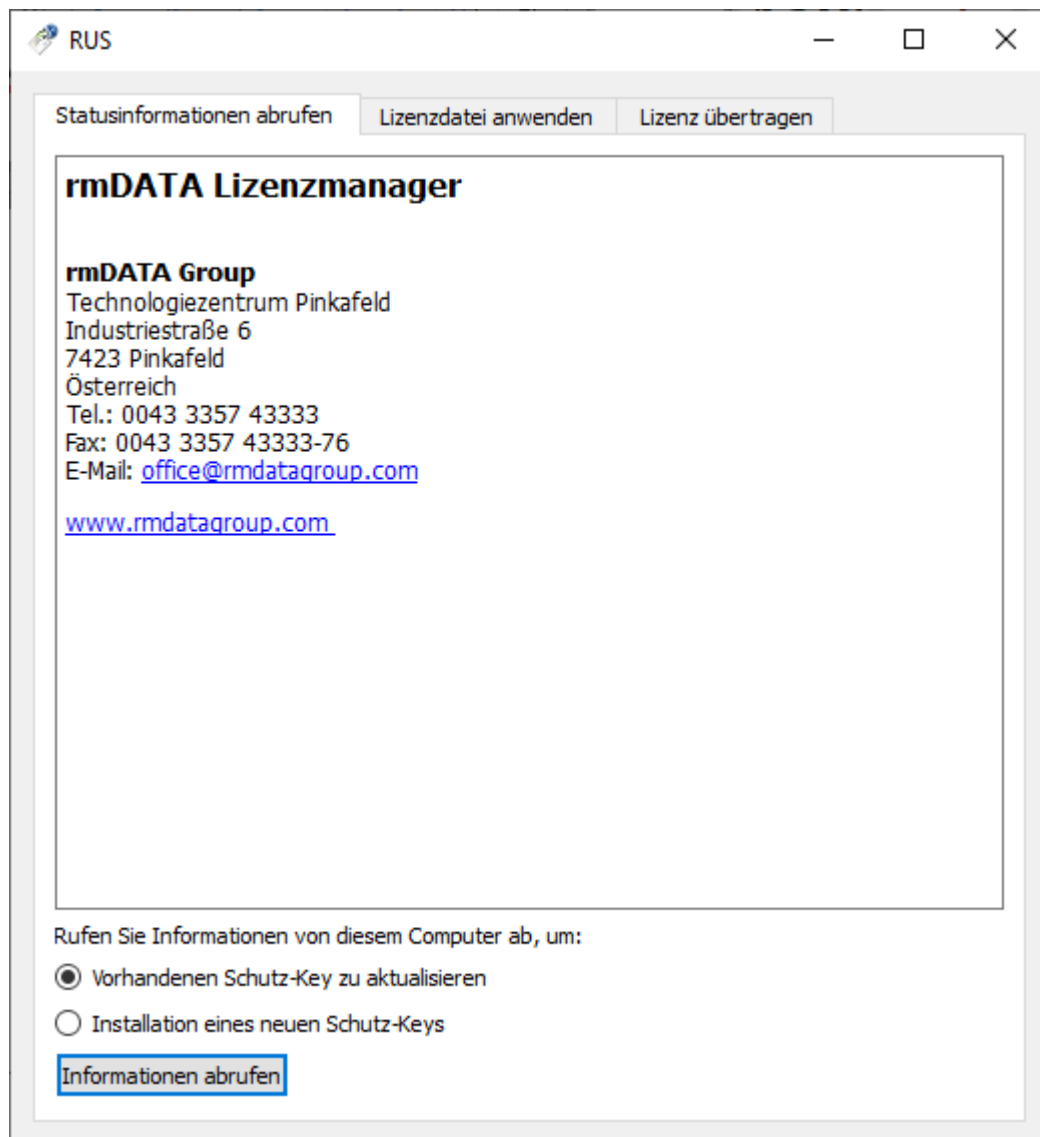 RUS
Statusinformationen abrufen
Lizenzdatei anwenden
Lizenz übertragen
rmDATA Lizenzmanager
rmDATA Group
Technologiezentrum Pinkafeld
Industriestraße 6
7423 Pinkafeld
Österreich
Tel.: 0043 3357 43333
Fax: 0043 3357 43333-76
E-Mail: office@rmdatagroup.com
www.rmdatagroup.com
Rufen Sie Informationen von diesem Computer ab, um:
Vorhandenen Schutz-Key zu aktualisieren
Installation eines neuen Schutz-Keys
Informationen abrufen